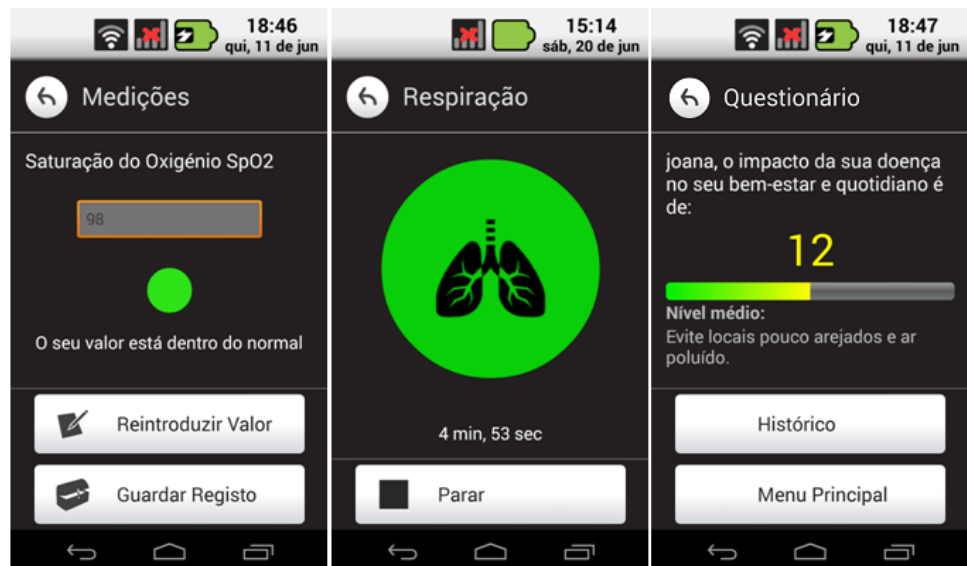 18:46
qui, 11 de jun
Medições
Saturação do Oxigénio SpO2
98
O seu valor está dentro do normal
Reintroduzir Valor
Guardar Registo
15:14
sáb, 20 de jun
Respiração
4 min, 53 sec
Parar
18:47
qui, 11 de jun
Questionário
joana, o impacto da sua doença
no seu bem-estar e quotidiano é
de:
12
Nível médio:
Evite locais pouco arejados e ar
poluído.
Histórico
Menu Principal